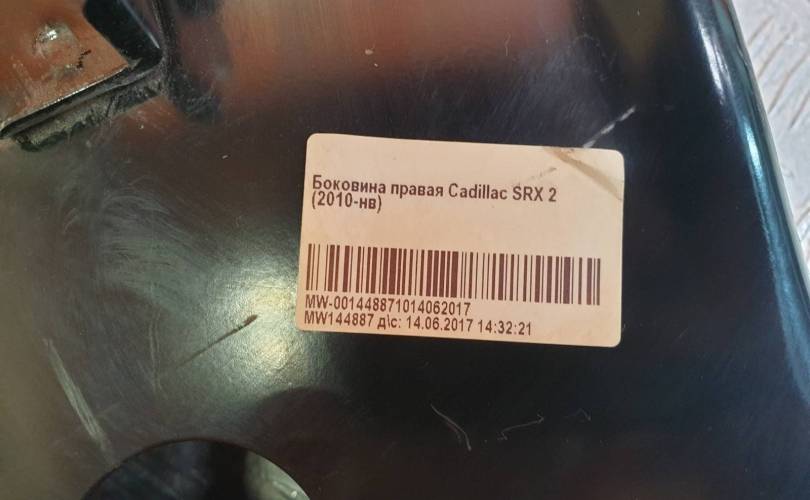 Боковина правая Cadillac SRX 2
(2010-нв)
MW-001448871014062017
MW144887 д\с: 14.06.2017 14:32:21